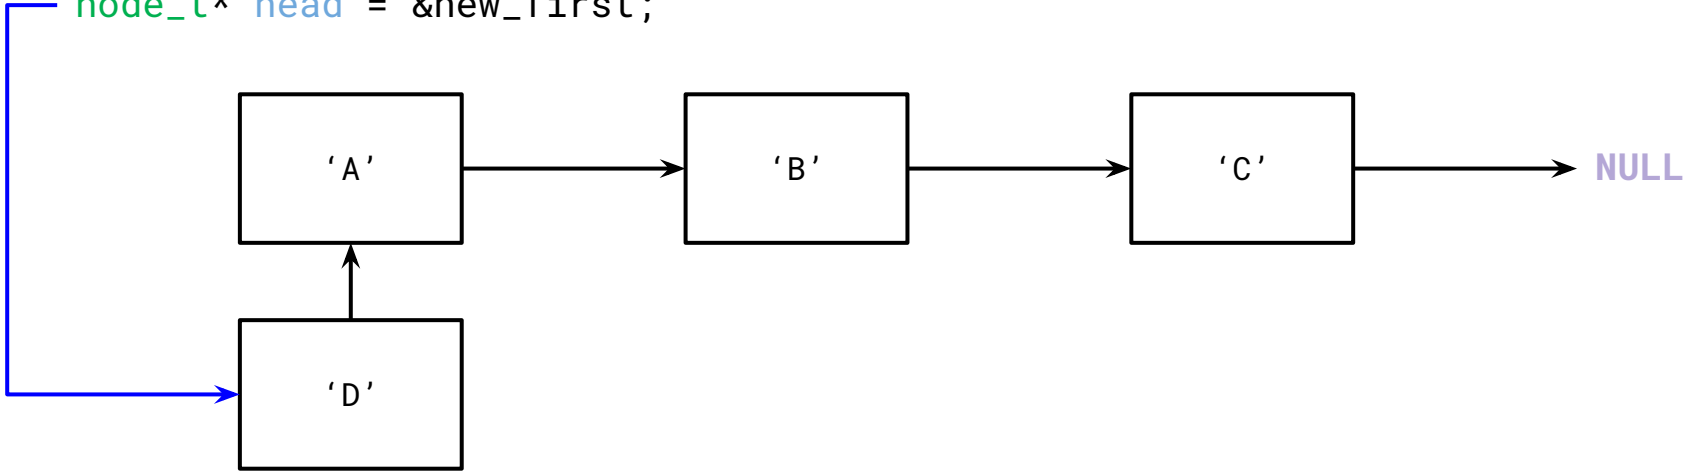 node_t* head = &new_first;
‘A’ ‘B’ ‘C’ NULL
‘D’